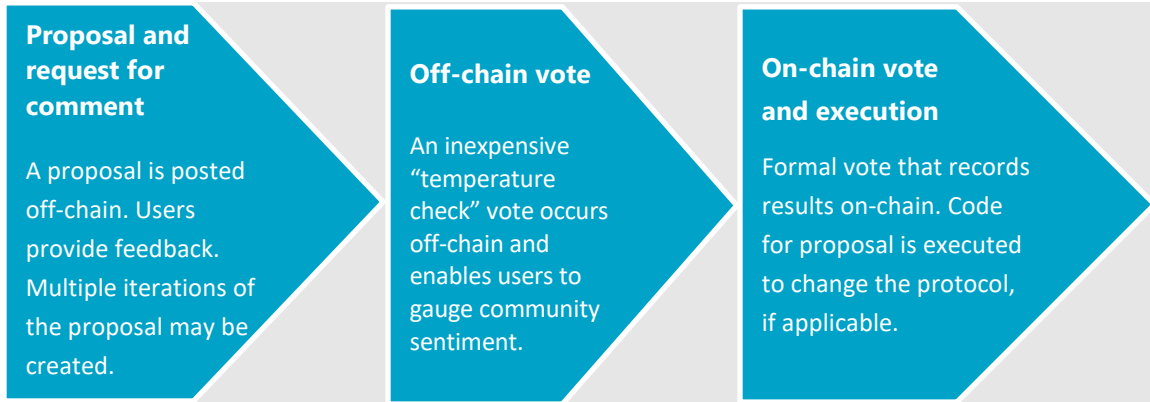 Proposal and
request for
comment
A proposal is posted
off-chain. Users
provide feedback.
Multiple iterations of
the proposal may be
created.
Off-chain vote
An inexpensive
“temperature
check” vote occurs
off-chain and
enables users to
gauge community
sentiment.
On-chain vote
and execution
Formal vote that records
results on-chain. Code
for proposal is executed
to change the protocol,
if applicable.